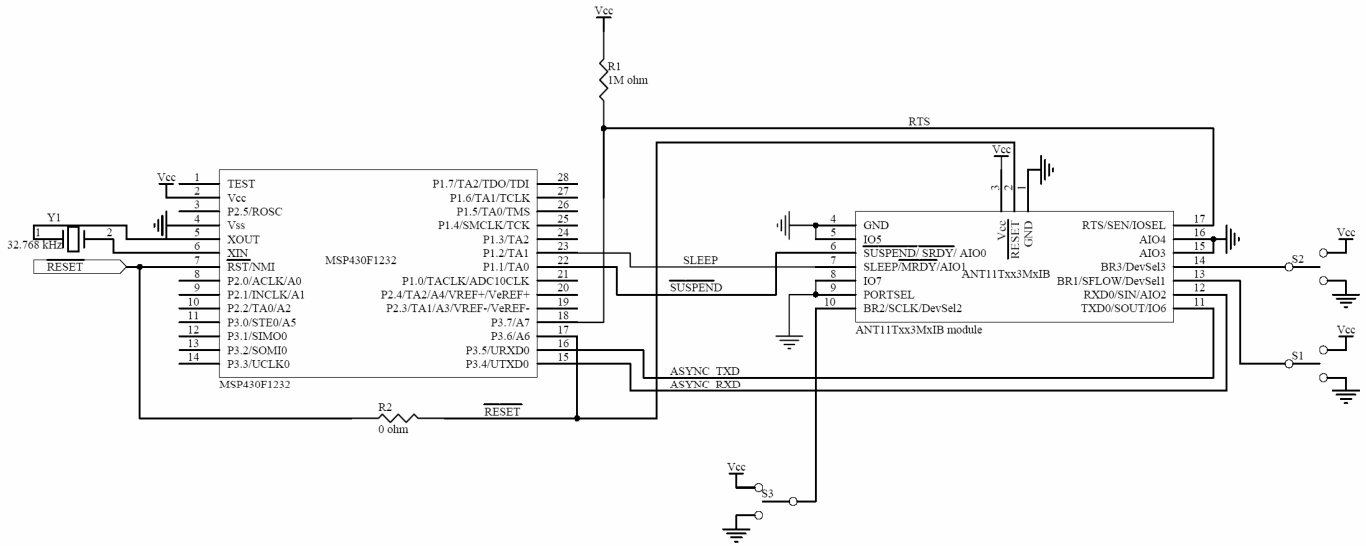 Vcc
R1
1M ohm
RTS
Vcc
3
2
1
Vcc
RESET
GND
Vcc
1 TEST
2 Vcc
3 P2.5/ROSC
4 Vss
5 XOUT
6 XIN
7 RST/NMI
8 P2.0/ACLK/A0
9 P2.1/INCLK/A1
10 P2.2/TA0/A2
11 P3.0/STE0/A5
12 P3.1/SIMO0
13 P3.2/SOMI0
14 P3.3/UCLK0
Y1
1 2
32.768 kHz
RESET
MSP430F1232
P1.7/TA2/TDO/TDI 28
P1.6/TA1/TCLK 27
P1.5/TA0/TMS 26
P1.4/SMCLK/TCK 25
P1.3/TA2 24
P1.2/TA1 23
P1.1/TA0 22
P1.0/TACLK/ADC10CLK 21
P2.4/TA2/A4/VREF+/VeREF+ 20
P2.3/TA1/A3/VREF-/VeREF- 19
P3.7/A7 18
P3.6/A6 17
P3.5/URXD0 16
P3.4/UTXD0 15
MSP430F1232
SLEEP
SUSPEND
4 GND
5 IO5
6 SUSPEND/ SRDY/ AIO0
7 SLEEP/MRDY/AIO1
8 IO7
9 PORTSEL
10 BR2/SCLK/DevSel2
ANT11Txx3MxIB
RTS/SEN/IOSEL 17
AIO4 16
AIO3 15
BR3/DevSel3 14
BR1/SFLOW/DevSel1 13
RXD0/SIN/AIO2 12
TXD0/SOUT/IO6 11
ANT11Txx3MxIB module
Vcc
S2
Vcc
S1
ASYNC TXD
ASYNC RXD
R2
0 ohm
RESET
Vcc
S3